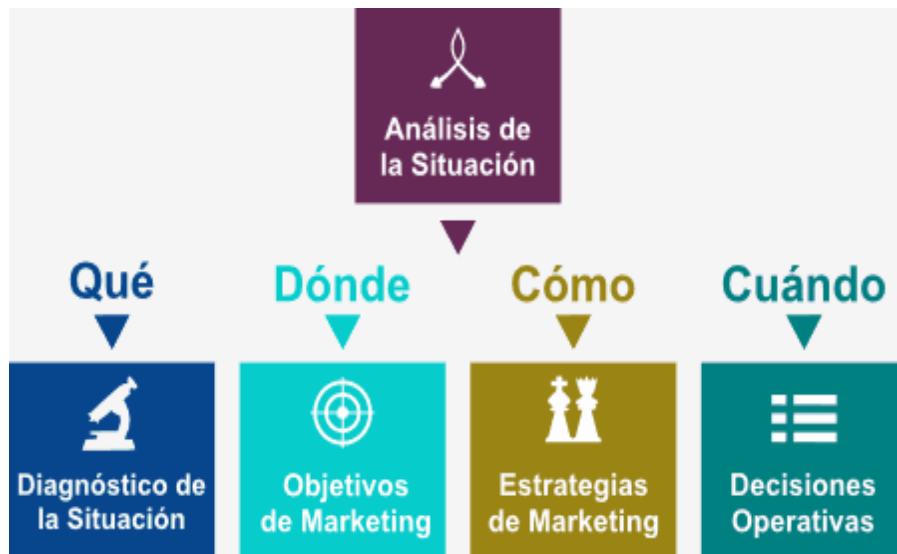 Análisis de
la Situación
Qué
Dónde
Cómo
Cuándo
Diagnóstico de
la Situación
Objetivos
de Marketing
Estrategias
de Marketing
Decisiones
Operativas